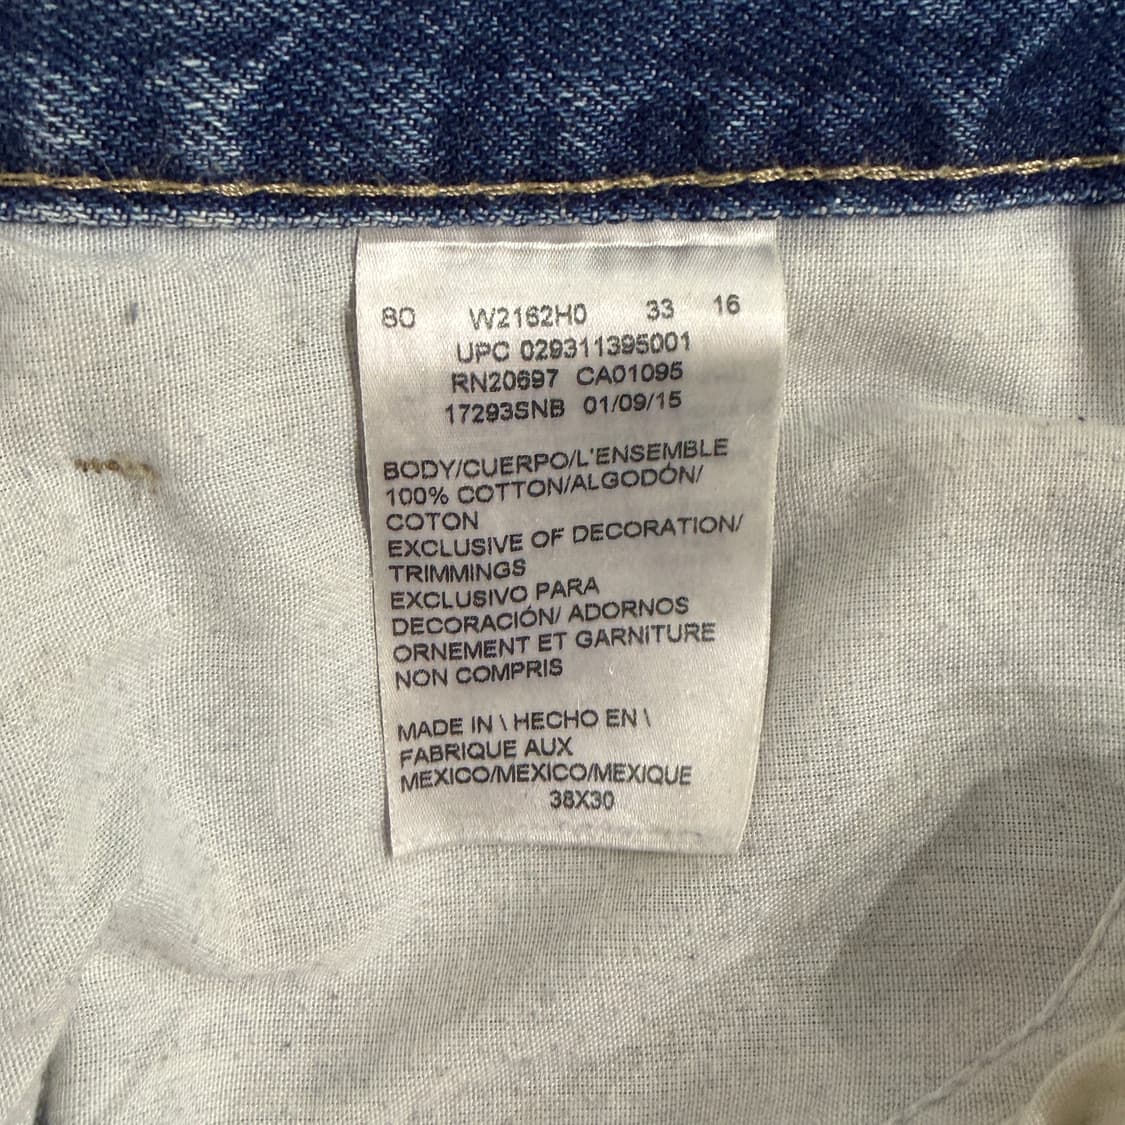 80 W2162H0 33 16
UPC 029311395001
RN20697 CA01095
17293SNB 01/09/15
BODY/CUERPO/L'ENSEMBLE
100% COTTON/ALGODÓN/
COTON
EXCLUSIVE OF DECORATION/
TRIMMINGS
EXCLUSIVO PARA
DECORACIÓN/ ADORNOS
ORNEMENT ET GARNITURE
NON COMPRIS
MADE IN \ HECHO EN \
FABRIQUE AUX
MEXICO/MEXICO/MEXIQUE
38X30